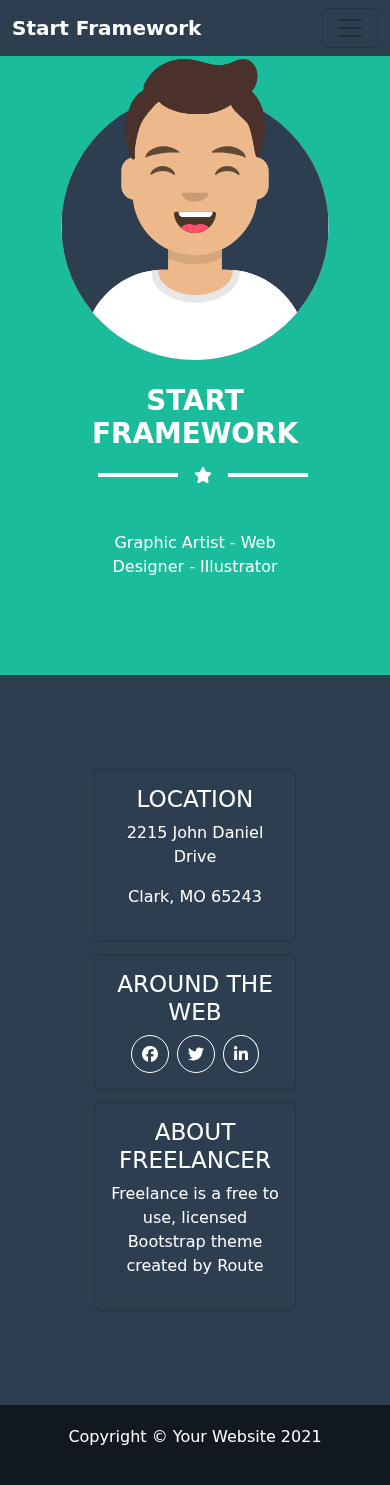 Start Framework
START
FRAMEWORK
Graphic Artist - Web
Designer - Illustrator
LOCATION
2215 John Daniel
Drive
Clark, MO 65243
AROUND THE
WEB
ABOUT
FREELANCER
Freelance is a free to
use, licensed
Bootstrap theme
created by Route
Copyright © Your Website 2021